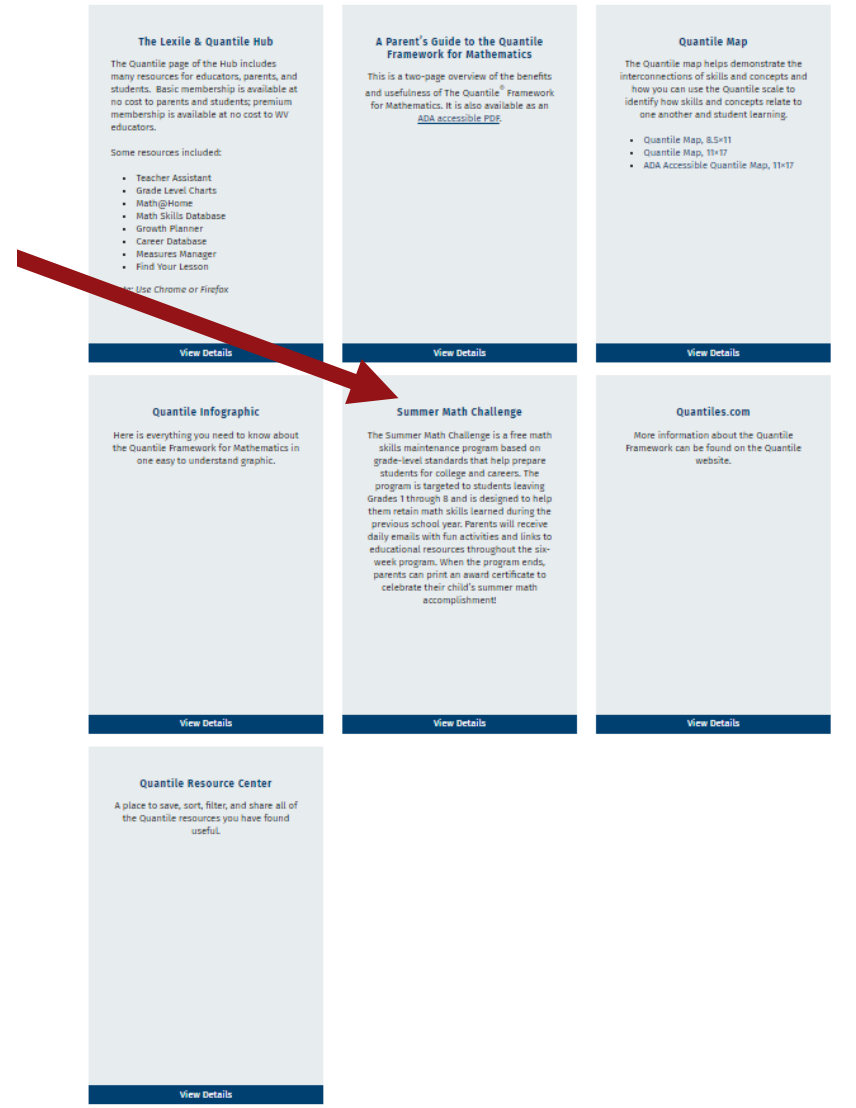 The Lexile & Quantile Hub
The Quantile page of the Hub includes
many resources for educators, parents, and
students. Basic membership is available at
no cost to parents and students; premium
membership is available at no cost to WV
educators.
Some resources included:
• Teacher Assistant
• Grade Level Charts
• Math@Home
• Math Skills Database
• Growth Planner
• Career Database
• Measures Manager
• Find Your Lesson
Use Chrome or Firefox
View Details
A Parent's Guide to the Quantile
Framework for Mathematics
This is a two-page overview of the benefits
and usefulness of The Quantile® Framework
for Mathematics. It is also available as an
ADA accessible PDF.
View Details
Quantile Map
The Quantile map helps demonstrate the
interconnections of skills and concepts and
how you can use the Quantile scale to
identify how skills and concepts relate to
one another and student learning.
• Quantile Map, 8.5×11
• Quantile Map, 11×17
• ADA Accessible Quantile Map, 11×17
View Details
Quantile Infographic
Here is everything you need to know about
the Quantile Framework for Mathematics in
one easy to understand graphic.
View Details
Summer Math Challenge
The Summer Math Challenge is a free math
skills maintenance program based on
grade-level standards that help prepare
students for college and careers. The
program is targeted to students leaving
Grades 1 through 8 and is designed to help
them retain math skills learned during the
previous school year. Parents will receive
daily emails with fun activities and links to
educational resources throughout the six-
week program. When the program ends,
parents can print an award certificate to
celebrate their child's summer math
accomplishment!
View Details
Quantiles.com
More information about the Quantile
Framework can be found on the Quantile
website.
View Details
Quantile Resource Center
A place to save, sort, filter, and share all of
the Quantile resources you have found
useful.
View Details